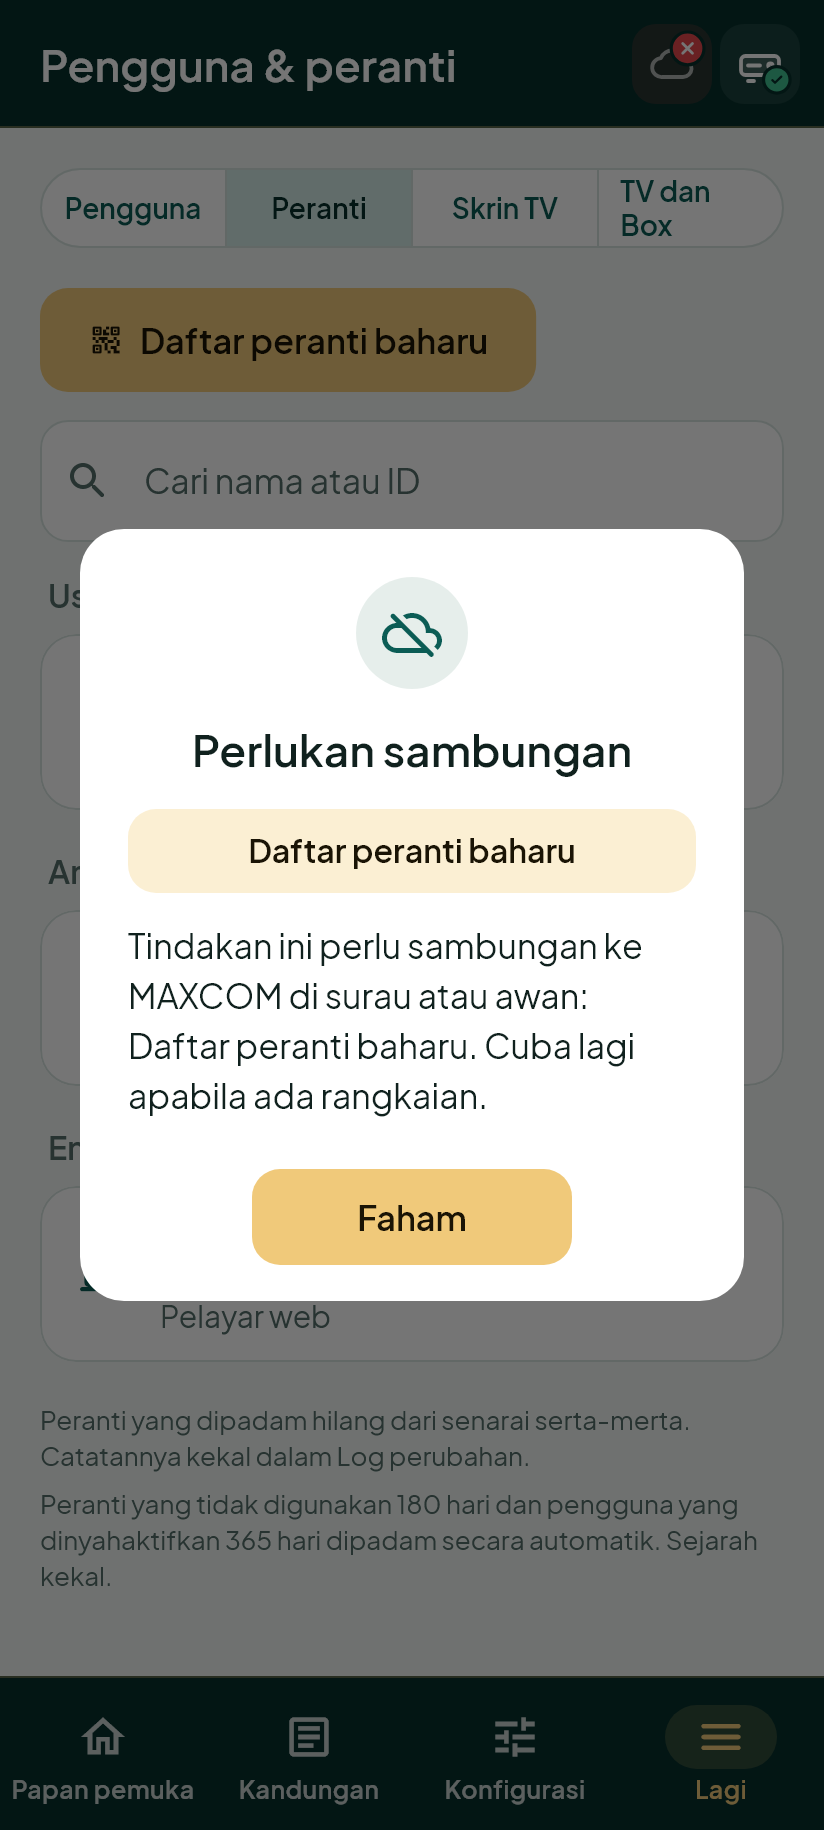 Pengguna & peranti
Pengguna
Peranti
Skrin TV
TV dan
Box
Daftar peranti baharu
Cari nama atau ID
Perlukan sambungan
Daftar peranti baharu
Tindakan ini perlu sambungan ke
MAXCOM di surau atau awan:
Daftar peranti baharu. Cuba lagi
apabila ada rangkaian.
Faham
Pelayar web
Peranti yang dipadam hilang dari senarai serta-merta.
Catatannya kekal dalam Log perubahan.
Peranti yang tidak digunakan 180 hari dan pengguna yang
dinyahaktifkan 365 hari dipadam secara automatik. Sejarah
kekal.
Papan pemuka
Kandungan
Konfigurasi
Lagi